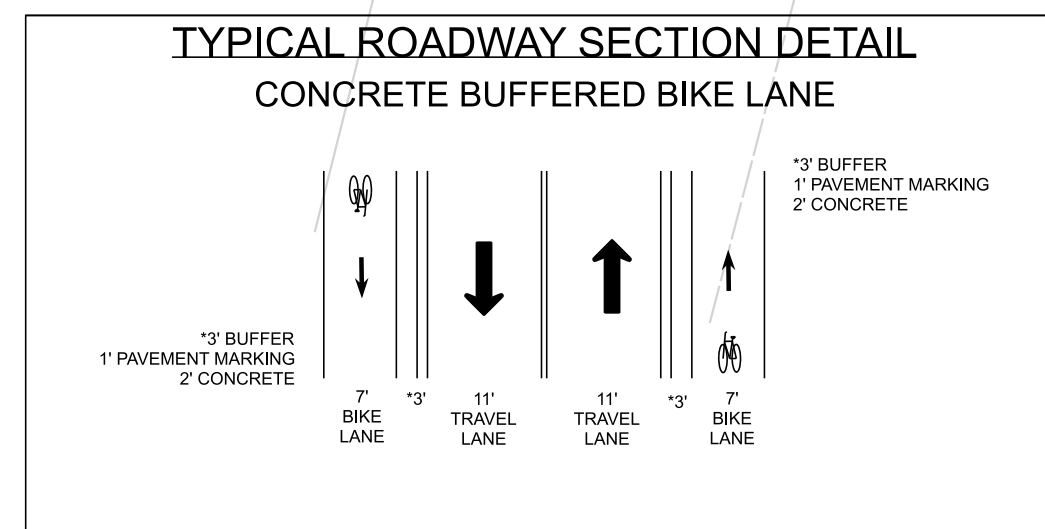 TYPICAL ROADWAY SECTION DETAIL
CONCRETE BUFFERED BIKE LANE
*3' BUFFER
1' PAVEMENT MARKING
2' CONCRETE
*3' BUFFER
1' PAVEMENT MARKING
2' CONCRETE
7'
BIKE
LANE
*3'
11'
TRAVEL
LANE
11'
TRAVEL
LANE
*3'
7'
BIKE
LANE